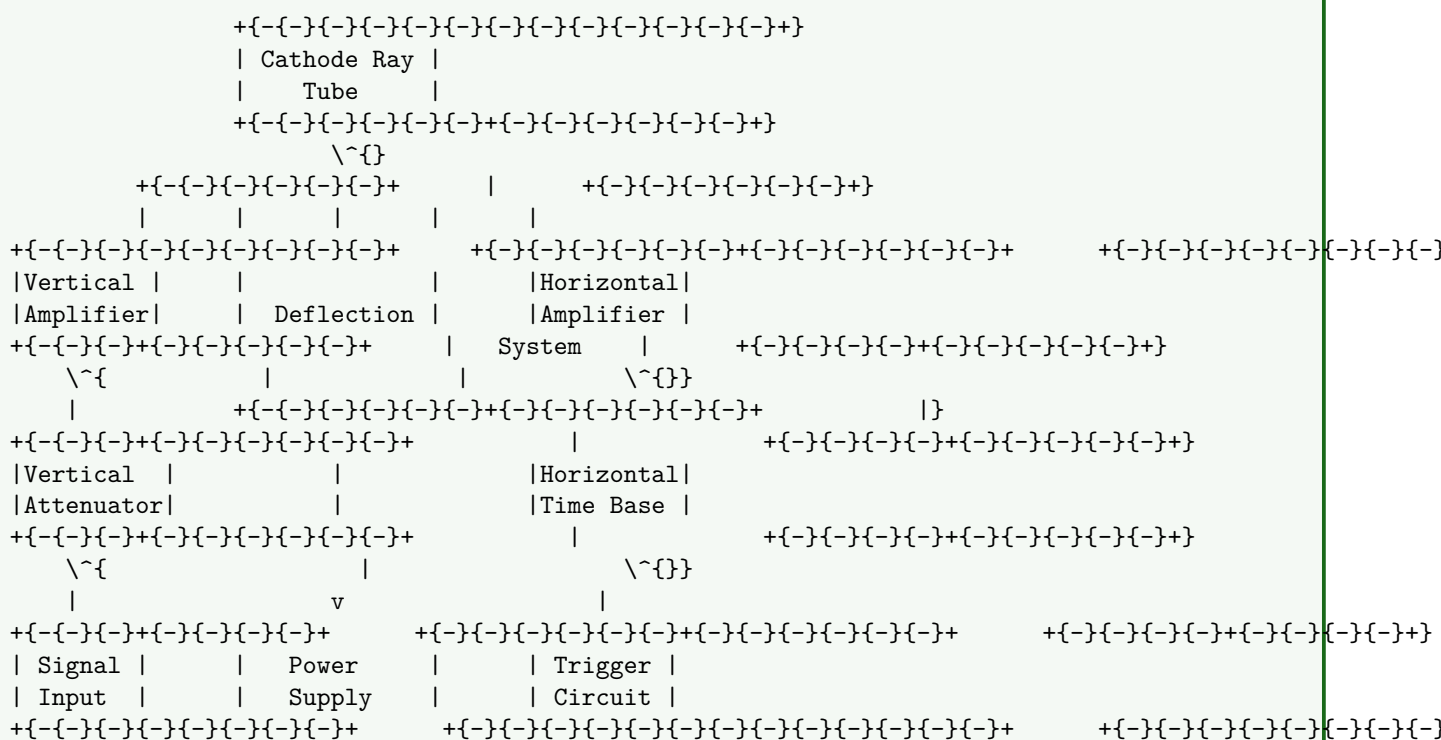 +{-{-}{-}{-}{-}{-}{-}{-}{-}{-}{-}{-}{-}+}
| Cathode Ray |
|    Tube     |
+{-{-}{-}{-}{-}{-}+{-}{-}{-}{-}{-}{-}+}
\^{}
+{-{-}{-}{-}{-}{-}+      |      +{-}{-}{-}{-}{-}{-}+}
|      |      |      |      |
+{-{-}{-}{-}{-}{-}{-}{-}{-}+     +{-}{-}{-}{-}{-}{-}+{-}{-}{-}{-}{-}{-}+      +{-}{-}{-}{-}{-}{-}{-}{-}
|Vertical |     |             |      |Horizontal|
|Amplifier|     |  Deflection |      |Amplifier |
+{-{-}{-}+{-}{-}{-}{-}{-}+     |   System    |      +{-}{-}{-}{-}+{-}{-}{-}{-}{-}+}
\^{           |             |           \^{}}
|           +{-{-}{-}{-}{-}{-}+{-}{-}{-}{-}{-}{-}+           |}
+{-{-}{-}+{-}{-}{-}{-}{-}{-}+           |             +{-}{-}{-}{-}+{-}{-}{-}{-}{-}+}
|Vertical  |           |             |Horizontal|
|Attenuator|           |             |Time Base |
+{-{-}{-}+{-}{-}{-}{-}{-}{-}+           |             +{-}{-}{-}{-}+{-}{-}{-}{-}{-}+}
\^{                  |                  \^{}}
|                  v                  |
+{-{-}{-}+{-}{-}{-}{-}+      +{-}{-}{-}{-}{-}{-}+{-}{-}{-}{-}{-}{-}+      +{-}{-}{-}{-}+{-}{-}{-}{-}+}
| Signal |      |   Power     |      | Trigger |
| Input  |      |   Supply    |      | Circuit |
+{-{-}{-}{-}{-}{-}{-}{-}+      +{-}{-}{-}{-}{-}{-}{-}{-}{-}{-}{-}{-}{-}+      +{-}{-}{-}{-}{-}{-}{-}{-}